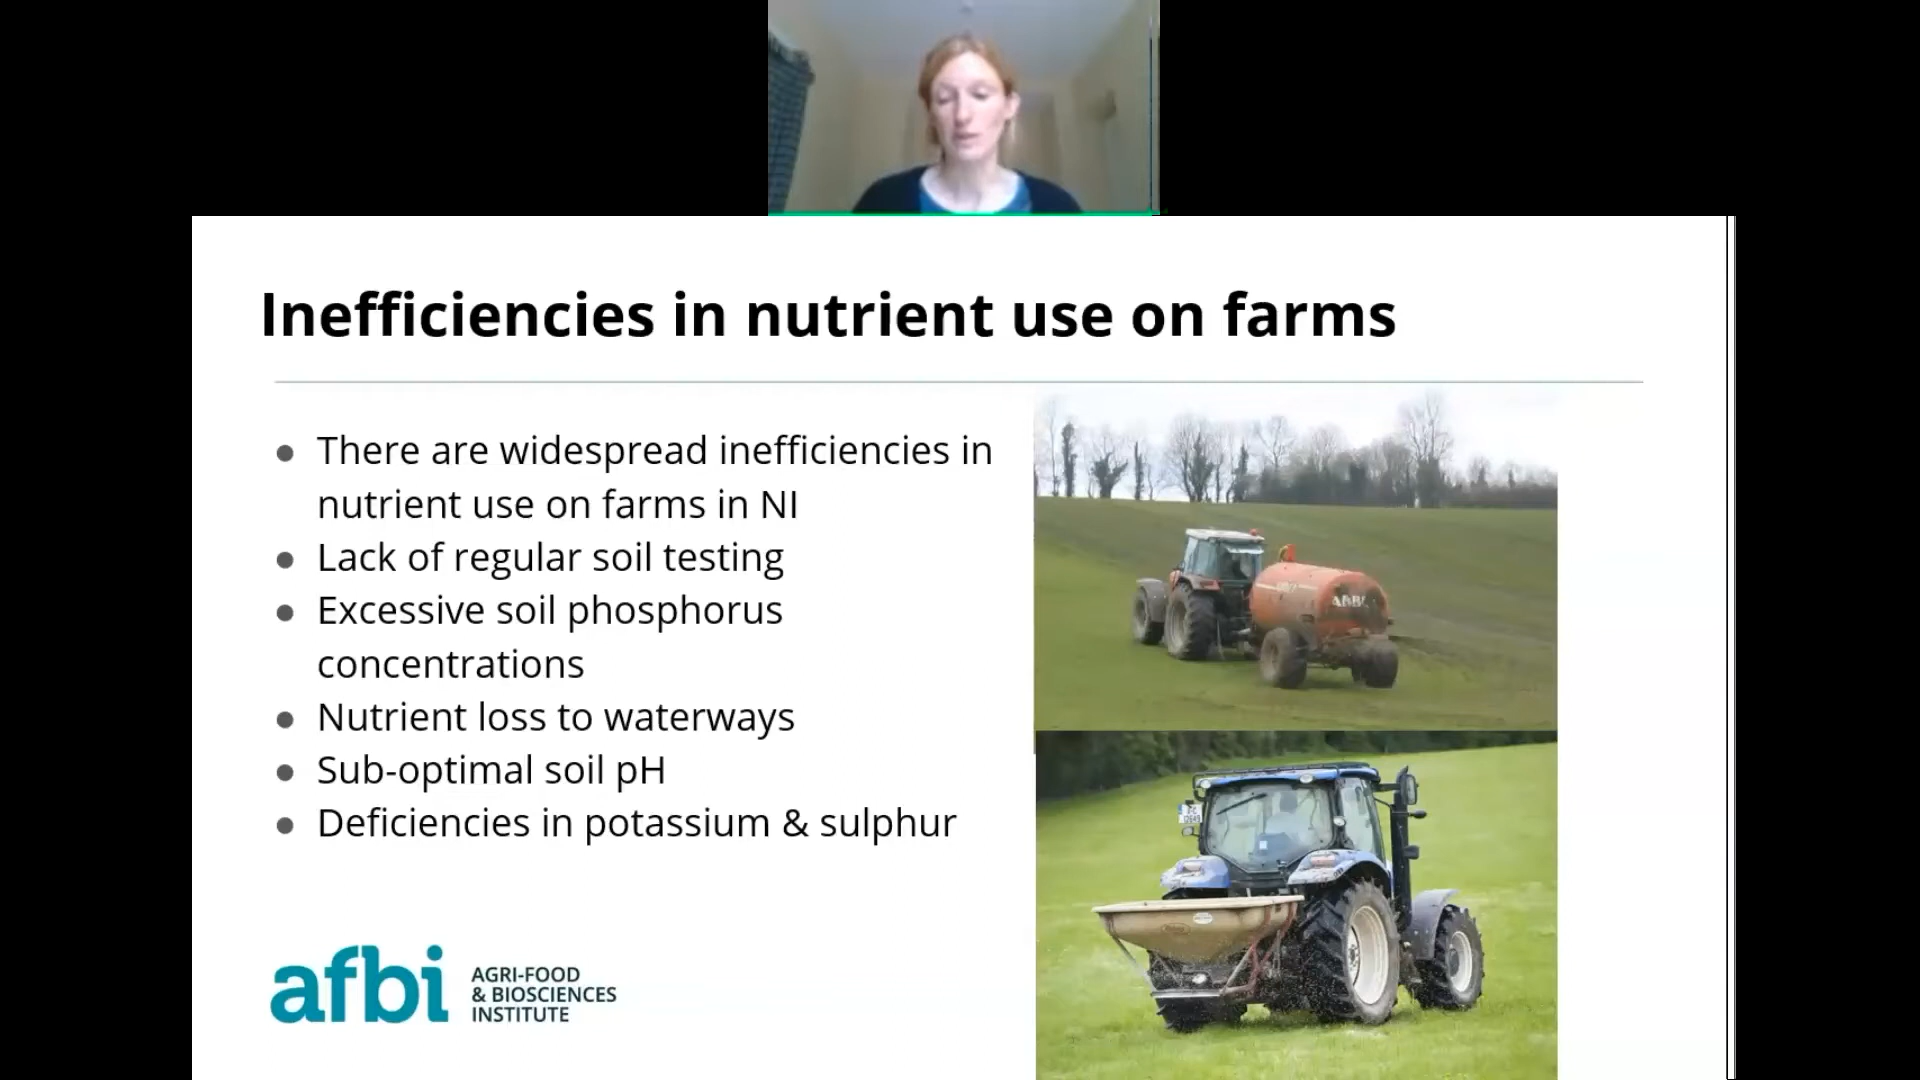 Inefficiencies in nutrient use on farms
There are widespread inefficiencies in
nutrient use on farms in NI
Lack of regular soil testing
Excessive soil phosphorus
concentrations
Nutrient loss to waterways
Sub-optimal soil pH
Deficiencies in potassium & sulphur
afbi
AGRI-FOOD
& BIOSCIENCES
INSTITUTE